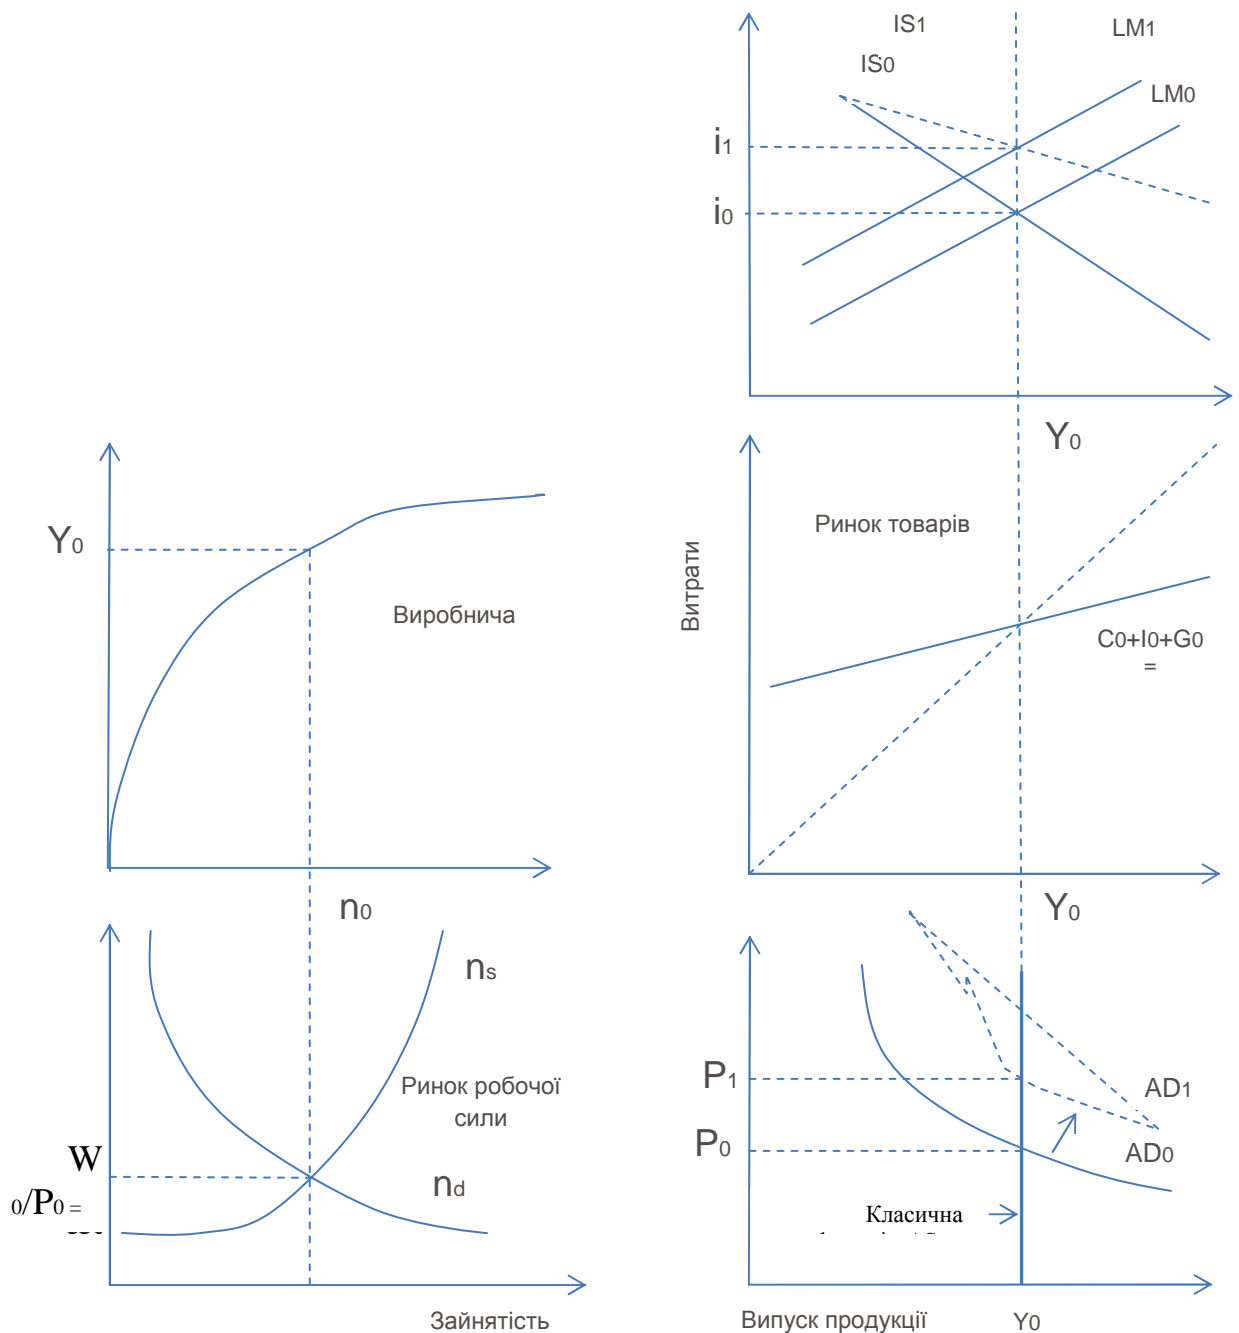 IS1
LM1
IS0
LM0
i1
i0
Y0
Y0
Виробнича
n0
Ринок товарів
Витрати
C0+I0+G0
=
Y0
ns
Ринок робочої
сили
nd
W
0/P0 =
Зайнятість
P1
P0
AD1
AD0
Класична
Випуск продукції
Y0